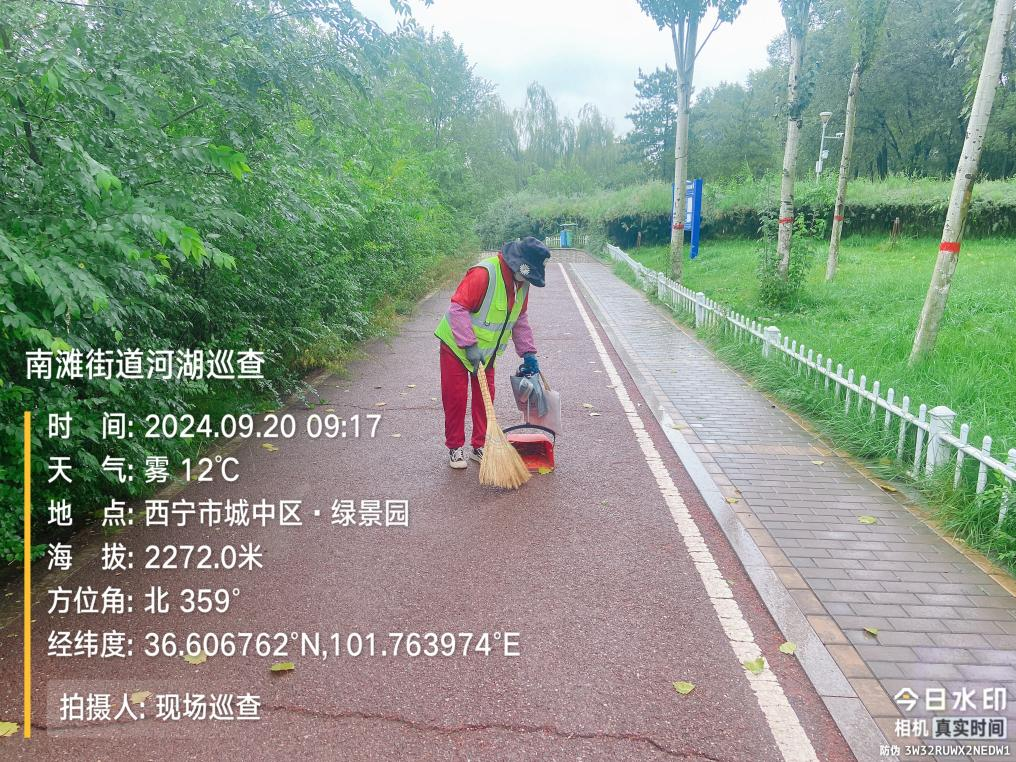 南滩街道河湖巡查
时 间: 2024.09.20 09:17
天 气: 雾 12℃
地 点: 西宁市城中区·绿景园
海 拔: 2272.0米
方位角: 北 359°
经纬度: 36.606762°N,101.763974°E
拍摄人: 现场巡查
今日水印
相机 真实时间
防伪 3W32RUWX2NEDW1